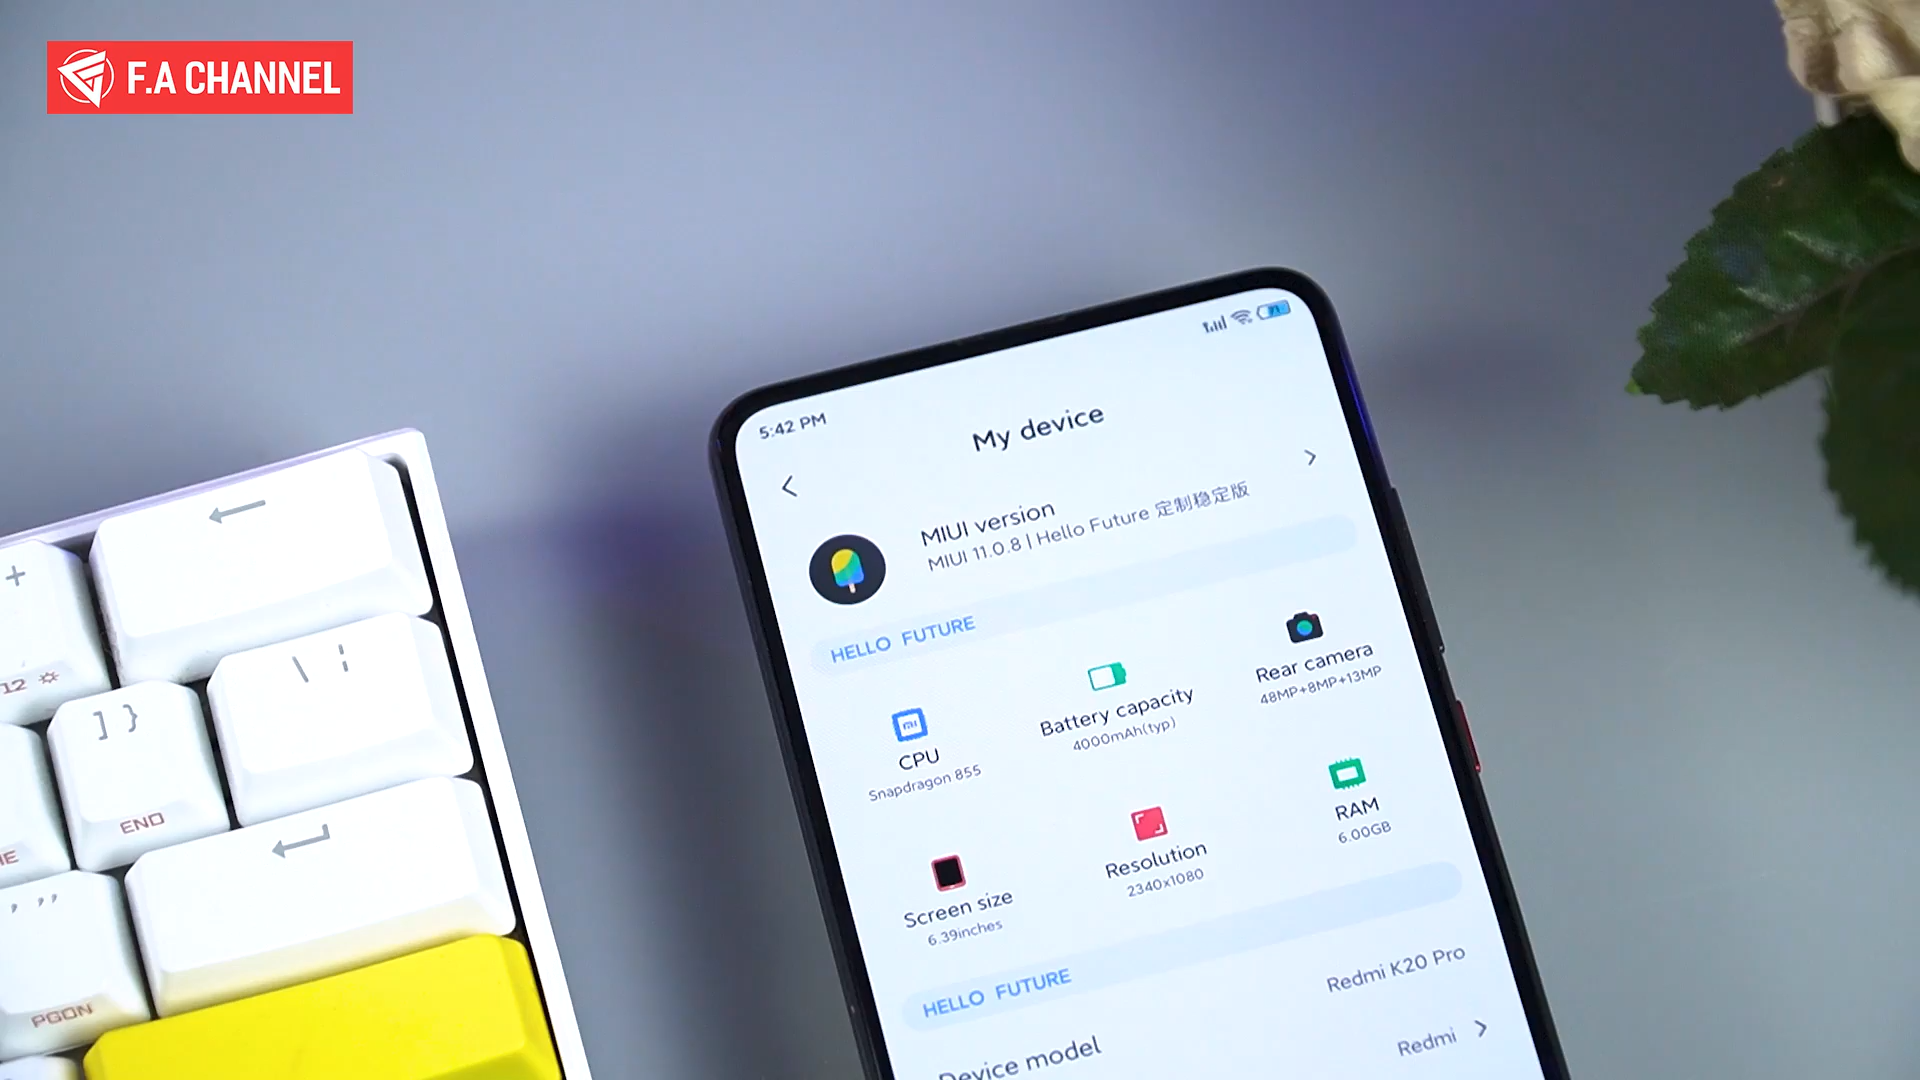 F.A CHANNEL
5:42 PM
My device
MIUI version
MIUI 11.0.8 | Hello Future 定制稳定版
HELLO FUTURE
CPU
Snapdragon 855
Battery capacity
4000mAh(typ)
Rear camera
48MP+8MP+13MP
Screen size
6.39inches
Resolution
2340x1080
RAM
6.00GB
HELLO FUTURE
Redmi K20 Pro
Device model
Redmi
+
12
] }
END
\ ¦
, ,,
PGDN